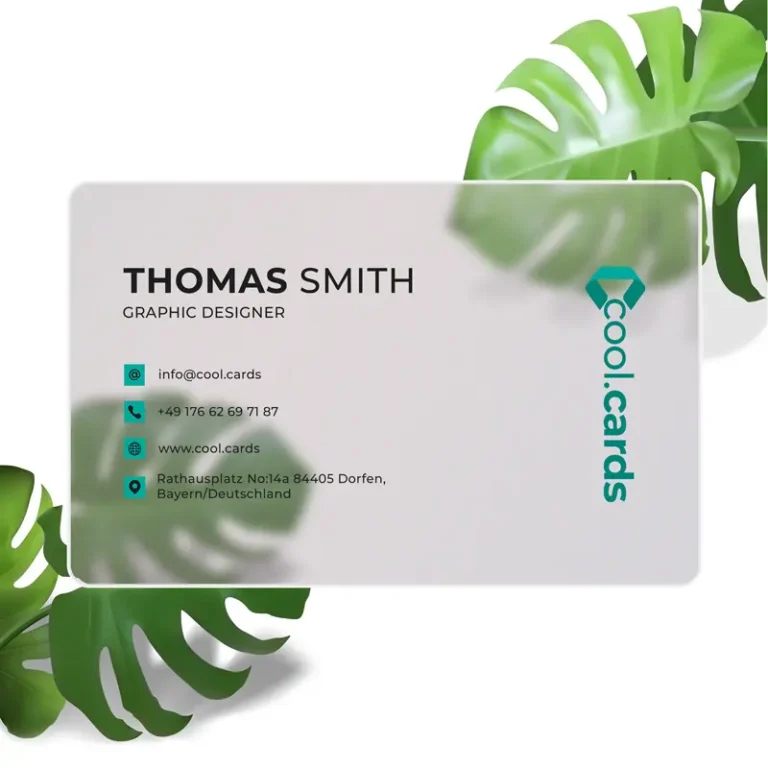 THOMAS SMITH
GRAPHIC DESIGNER
info@cool.cards
+49 176 62 69 71 87
www.cool.cards
Rathausplatz No:14a 84405 Dorfen,
Bayern/Deutschland
cool.cards